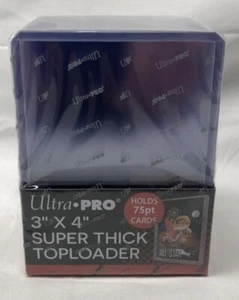 Ultra•PRO
3" X 4"
SUPER THICK
TOPLOADER
HOLDS
75pt
CARDS